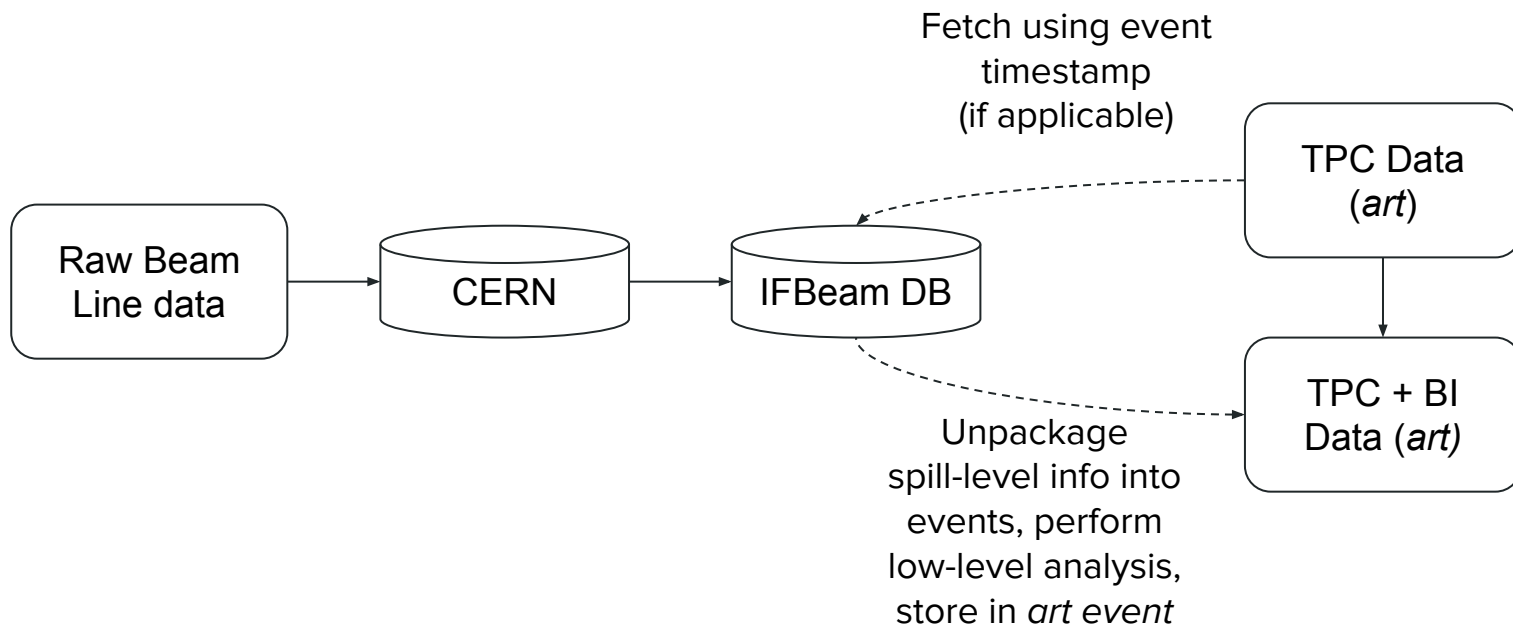 Fetch using event
timestamp
(if applicable)
TPC Data
(art)
Raw Beam
Line data
CERN
IFBeam DB
TPC + BI
Data (art)
Unpackage
spill-level info into
events, perform
low-level analysis,
store in art event